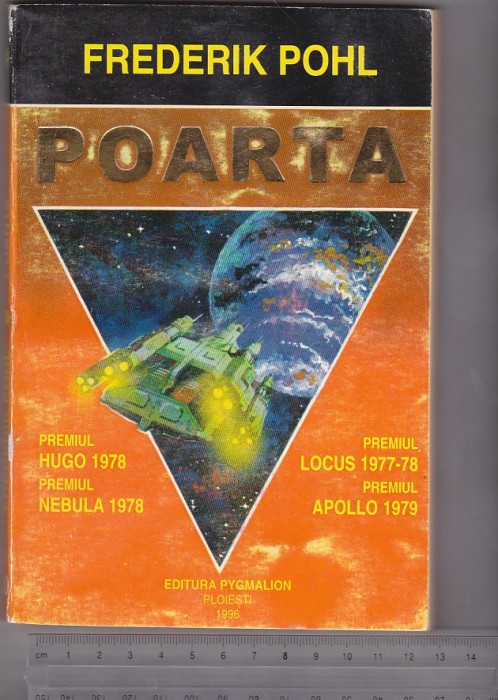 FREDERIK POHL
POARTA
PREMIUL
HUGO 1978
PREMIUL
NEBULA 1978
PREMIUL
LOCUS 1977-78
PREMIUL
APOLLO 1979
EDITURA PYGMALION
PLOIESTI
1996
cm 1 2 3 4 5 6 7 8 9 10 11 12 13 14